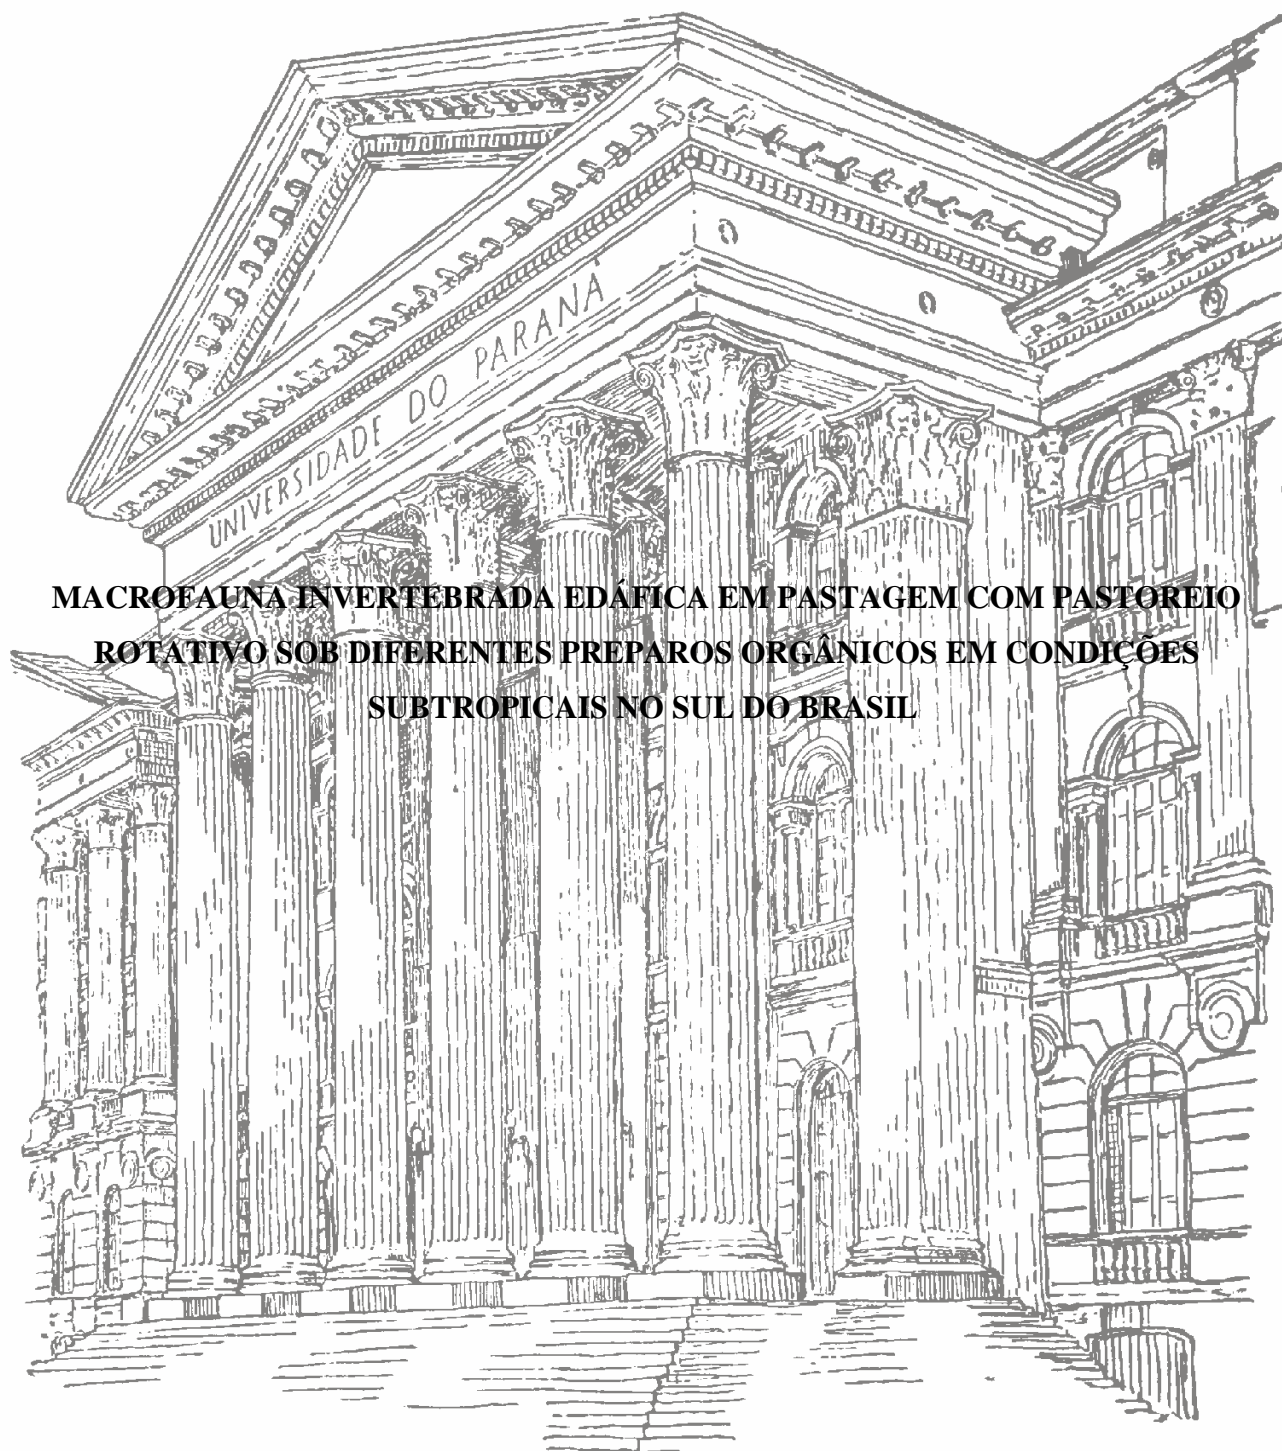 UNIVERSIDADE DO PARANÁ
MACROFAUNA INVERTEBRADA EDÁFICA EM PASTAGEM COM PASTOREIO
ROTATIVO SOB DIFERENTES PREPAROS ORGÂNICOS EM CONDIÇÕES
SUBTROPICAIS NO SUL DO BRASIL